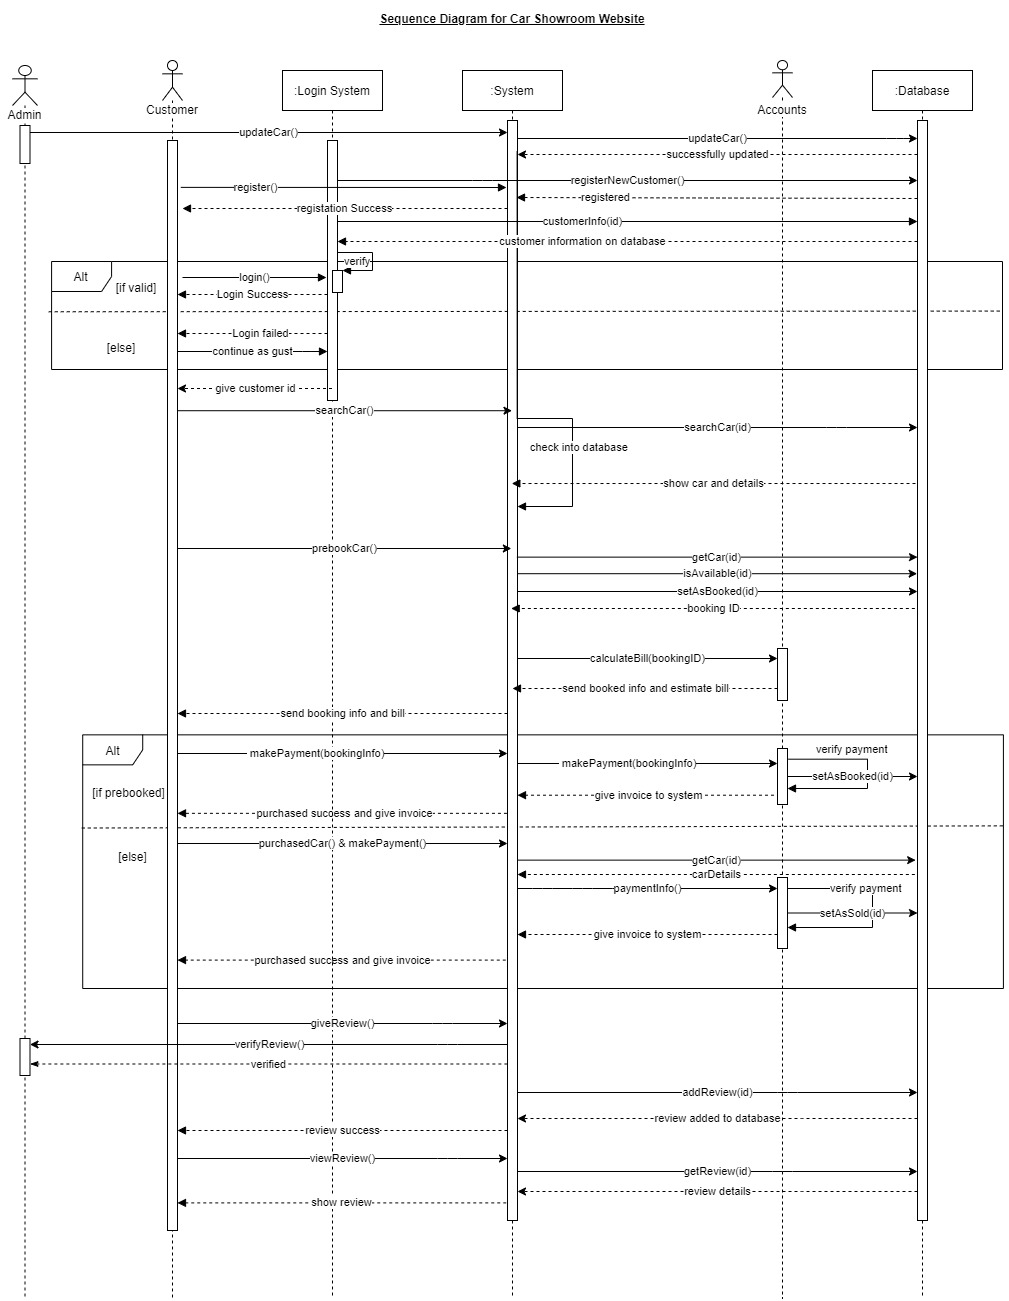 Sequence Diagram for Car Showroom Website
Admin
Customer
:Login System
:System
Accounts
:Database
updateCar()
updateCar()
successfully updated
registerNewCustomer()
register()
registered
registation Success
customerInfo(id)
customer information on database
verify
Alt
[if valid]
login()
Login Success
Login failed
[else]
continue as gust
give customer id
searchCar()
searchCar(id)
check into database
show car and details
prebookCar()
getCar(id)
isAvailable(id)
setAsBooked(id)
booking ID
calculateBill(bookingID)
send booked info and estimate bill
send booking info and bill
Alt
makePayment(bookingInfo)
verify payment
makePayment(bookingInfo)
setAsBooked(id)
[if prebooked]
give invoice to system
purchased success and give invoice
purchasedCar() & makePayment()
[else]
getCar(id)
carDetails
paymentInfo()
verify payment
setAsSold(id)
give invoice to system
purchased success and give invoice
giveReview()
verifyReview()
verified
addReview(id)
review added to database
review success
viewReview()
getReview(id)
review details
show review